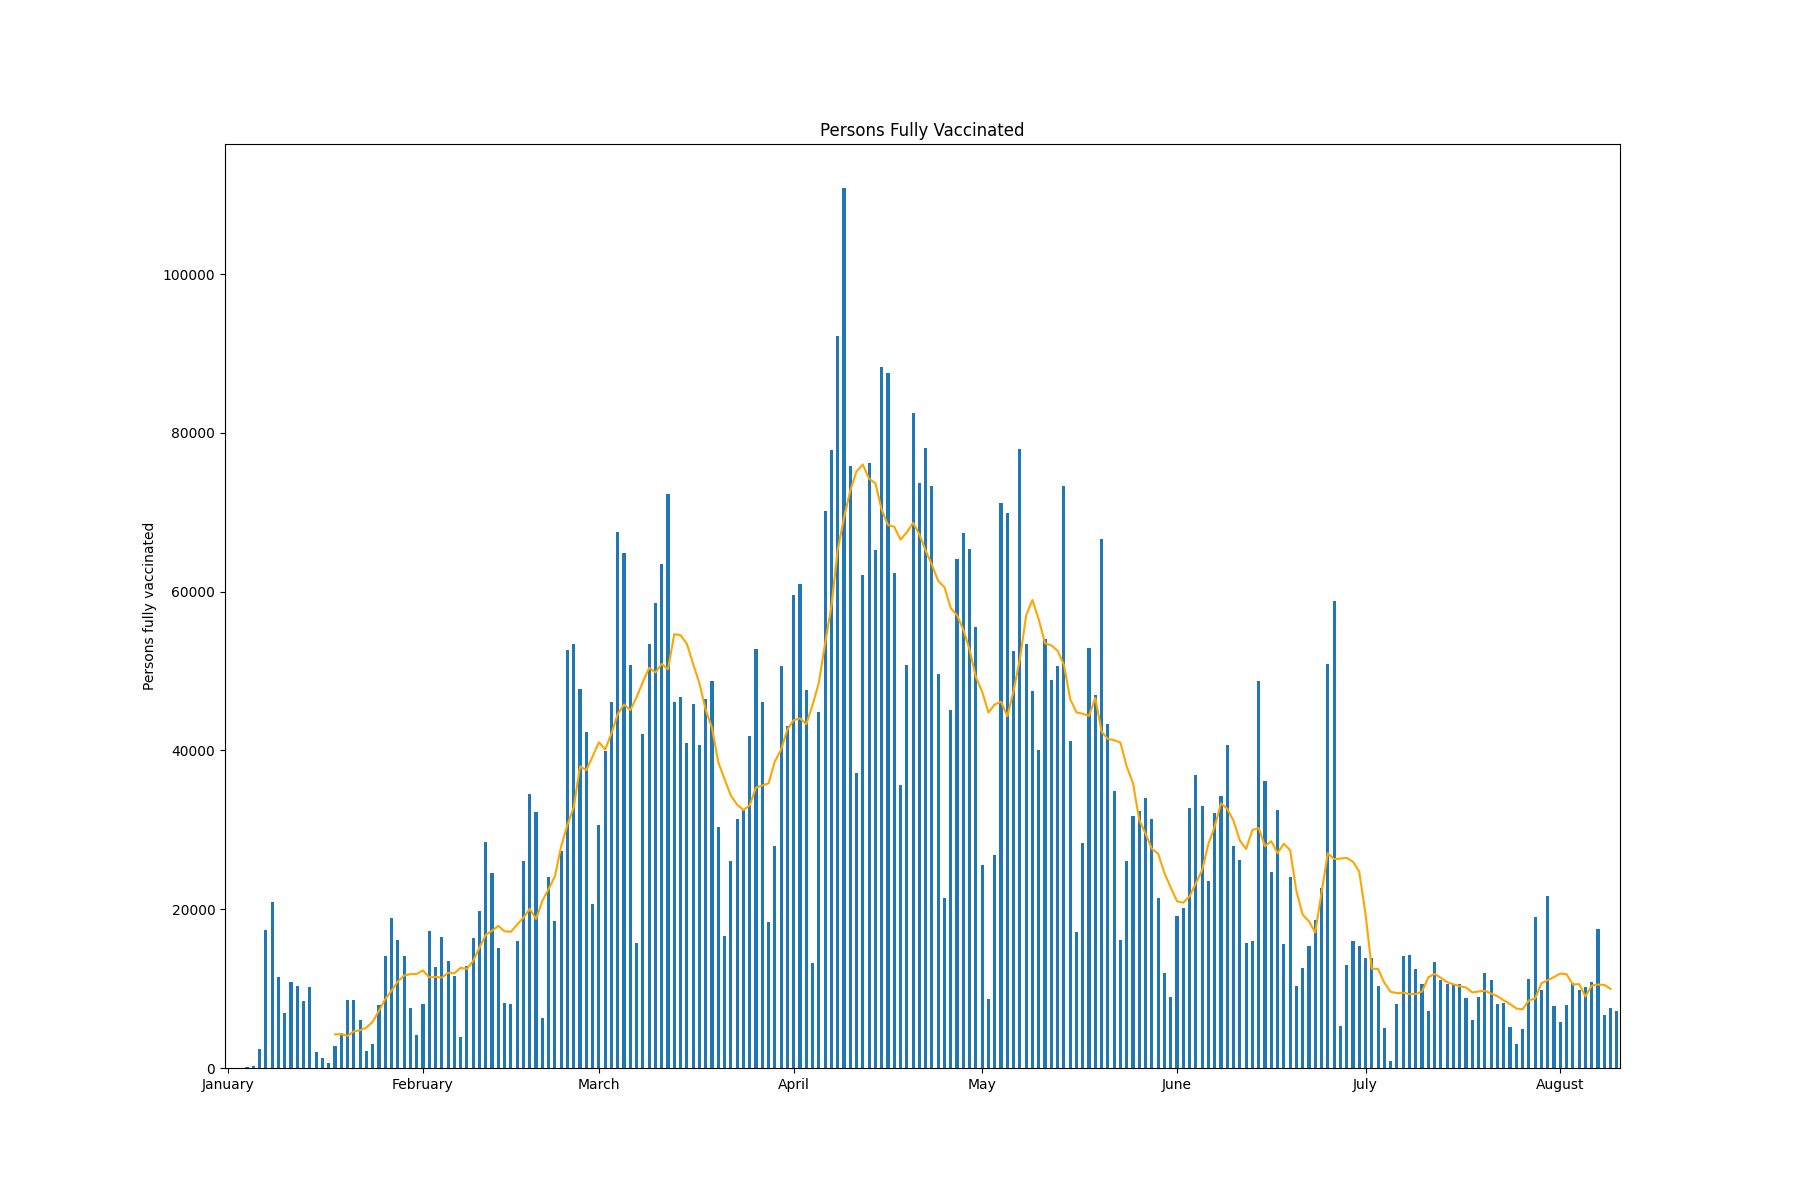 Persons Fully Vaccinated
Persons fully vaccinated
100000
80000
60000
40000
20000
0
January February March April May June July August